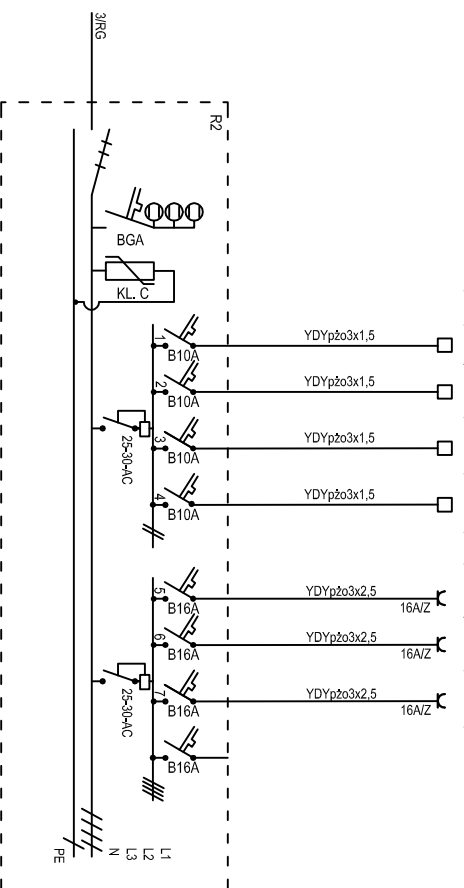 3/RG
R2
BGA
KL. C
1
B10A
YDYpżo3x1,5
2
B10A
YDYpżo3x1,5
25-30-AC
3
B10A
YDYpżo3x1,5
4
B10A
YDYpżo3x1,5
5
B16A
YDYpżo3x2,5
16A/Z
6
B16A
YDYpżo3x2,5
16A/Z
25-30-AC
7
B16A
YDYpżo3x2,5
16A/Z
B16A
L1
L2
L3
N
PE